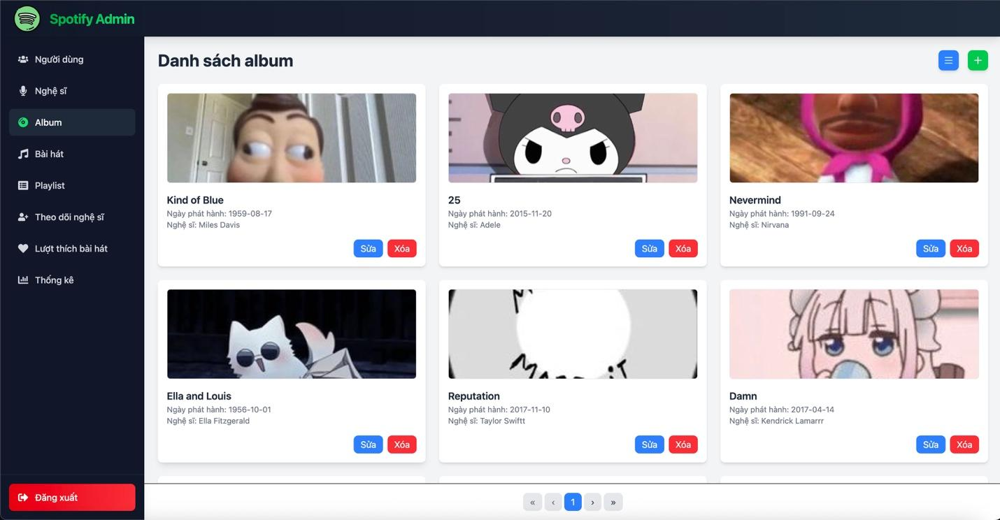 Spotify Admin
Người dùng
Nghệ sĩ
Album
Bài hát
Playlist
Theo dõi nghệ sĩ
Lượt thích bài hát
Thống kê
Đăng xuất
Danh sách album
Kind of Blue
Ngày phát hành: 1959-08-17
Nghệ sĩ: Miles Davis
Sửa Xóa
25
Ngày phát hành: 2015-11-20
Nghệ sĩ: Adele
Sửa Xóa
Nevermind
Ngày phát hành: 1991-09-24
Nghệ sĩ: Nirvana
Sửa Xóa
Ella and Louis
Ngày phát hành: 1956-10-01
Nghệ sĩ: Ella Fitzgerald
Sửa Xóa
Reputation
Ngày phát hành: 2017-11-10
Nghệ sĩ: Taylor Swiftt
Sửa Xóa
Damn
Ngày phát hành: 2017-04-14
Nghệ sĩ: Kendrick Lamarrr
Sửa Xóa
« ‹ 1 › »